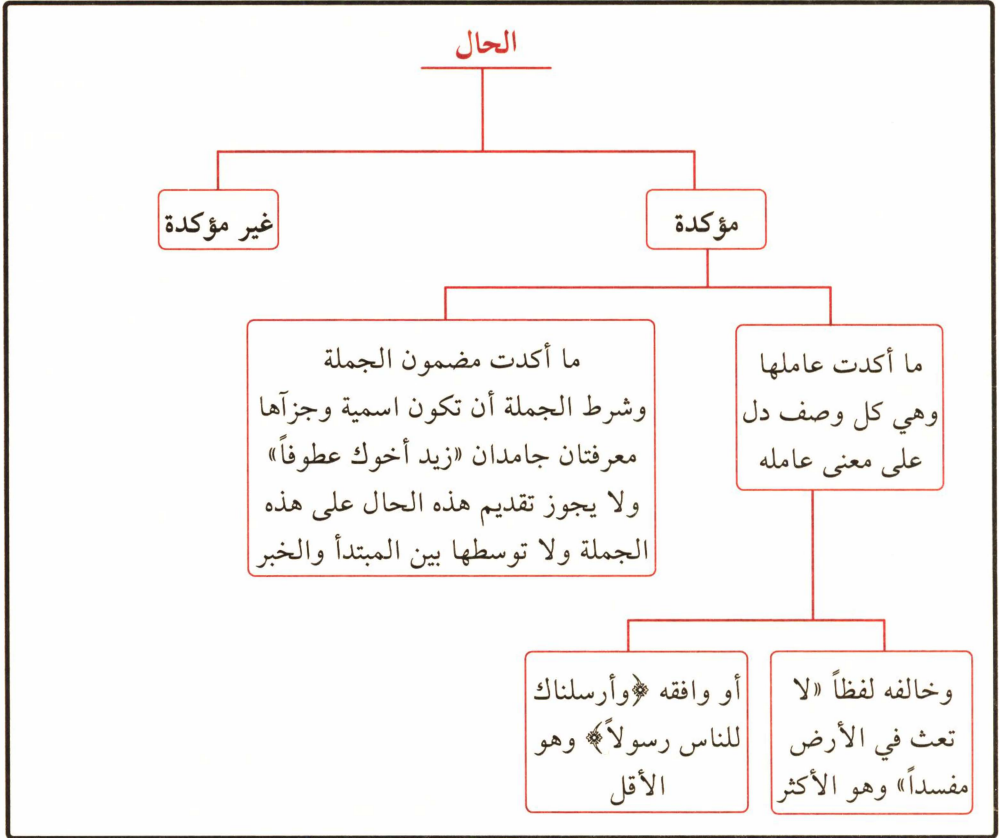 الحال
مؤكدة
غير مؤكدة
ما أكدت عاملها
وهي كل وصف دل
على معنى عامله
ما أكدت مضمون الجملة
وشرط الجملة أن تكون اسمية وجزآها
معرفتان جامدان «زيد أخوك عطوفاً»
ولا يجوز تقديم هذه الحال على هذه
الجملة ولا توسطها بين المبتدأ والخبر
وخالفه لفظاً «لا
تعث في الأرض
مفسداً» وهو الأكثر
أو وافقه ﴿وأرسلناك
للناس رسولاً﴾ وهو
الأقل